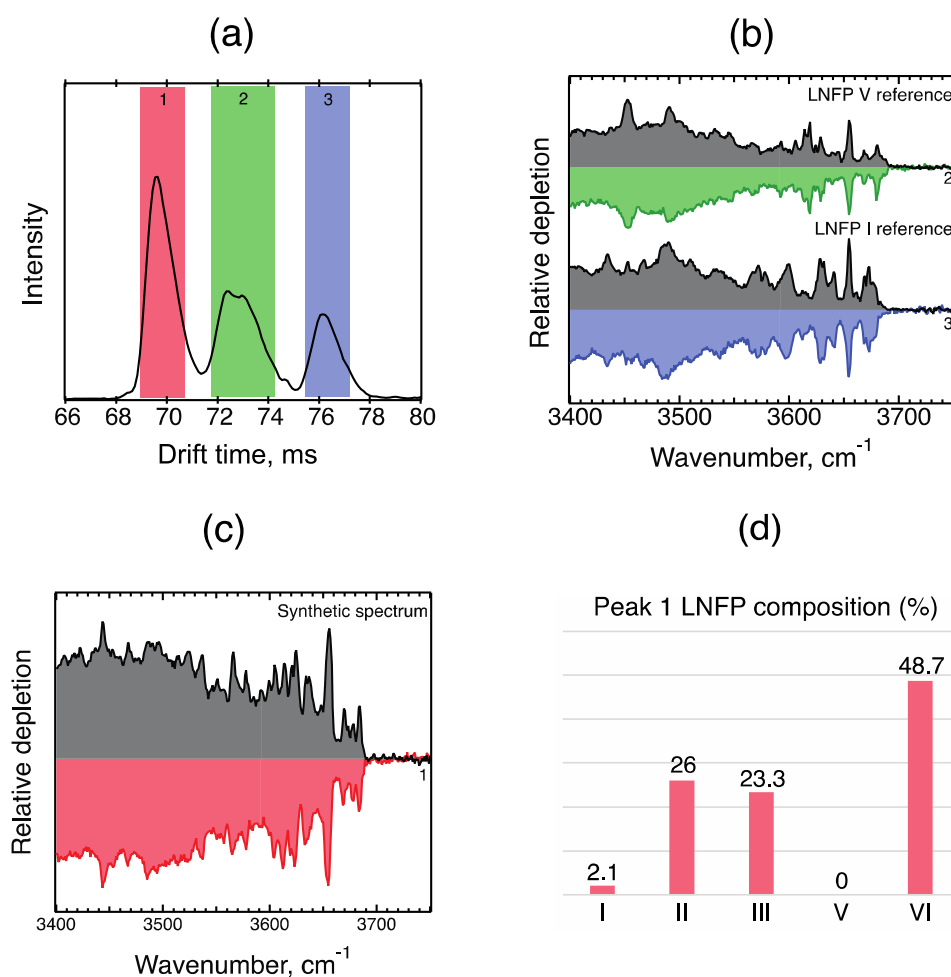 (a)
1
2
3
Intensity
66 68 70 72 74 76 78 80
Drift time, ms
(b)
LNFP V reference
2
LNFP I reference
3
Relative depletion
3400 3500 3600 3700
Wavenumber, cm-1
(c)
Synthetic spectrum
1
Relative depletion
3400 3500 3600 3700
Wavenumber, cm-1
(d)
Peak 1 LNFP composition (%)
48.7
26
23.3
2.1
0
I II III V VI